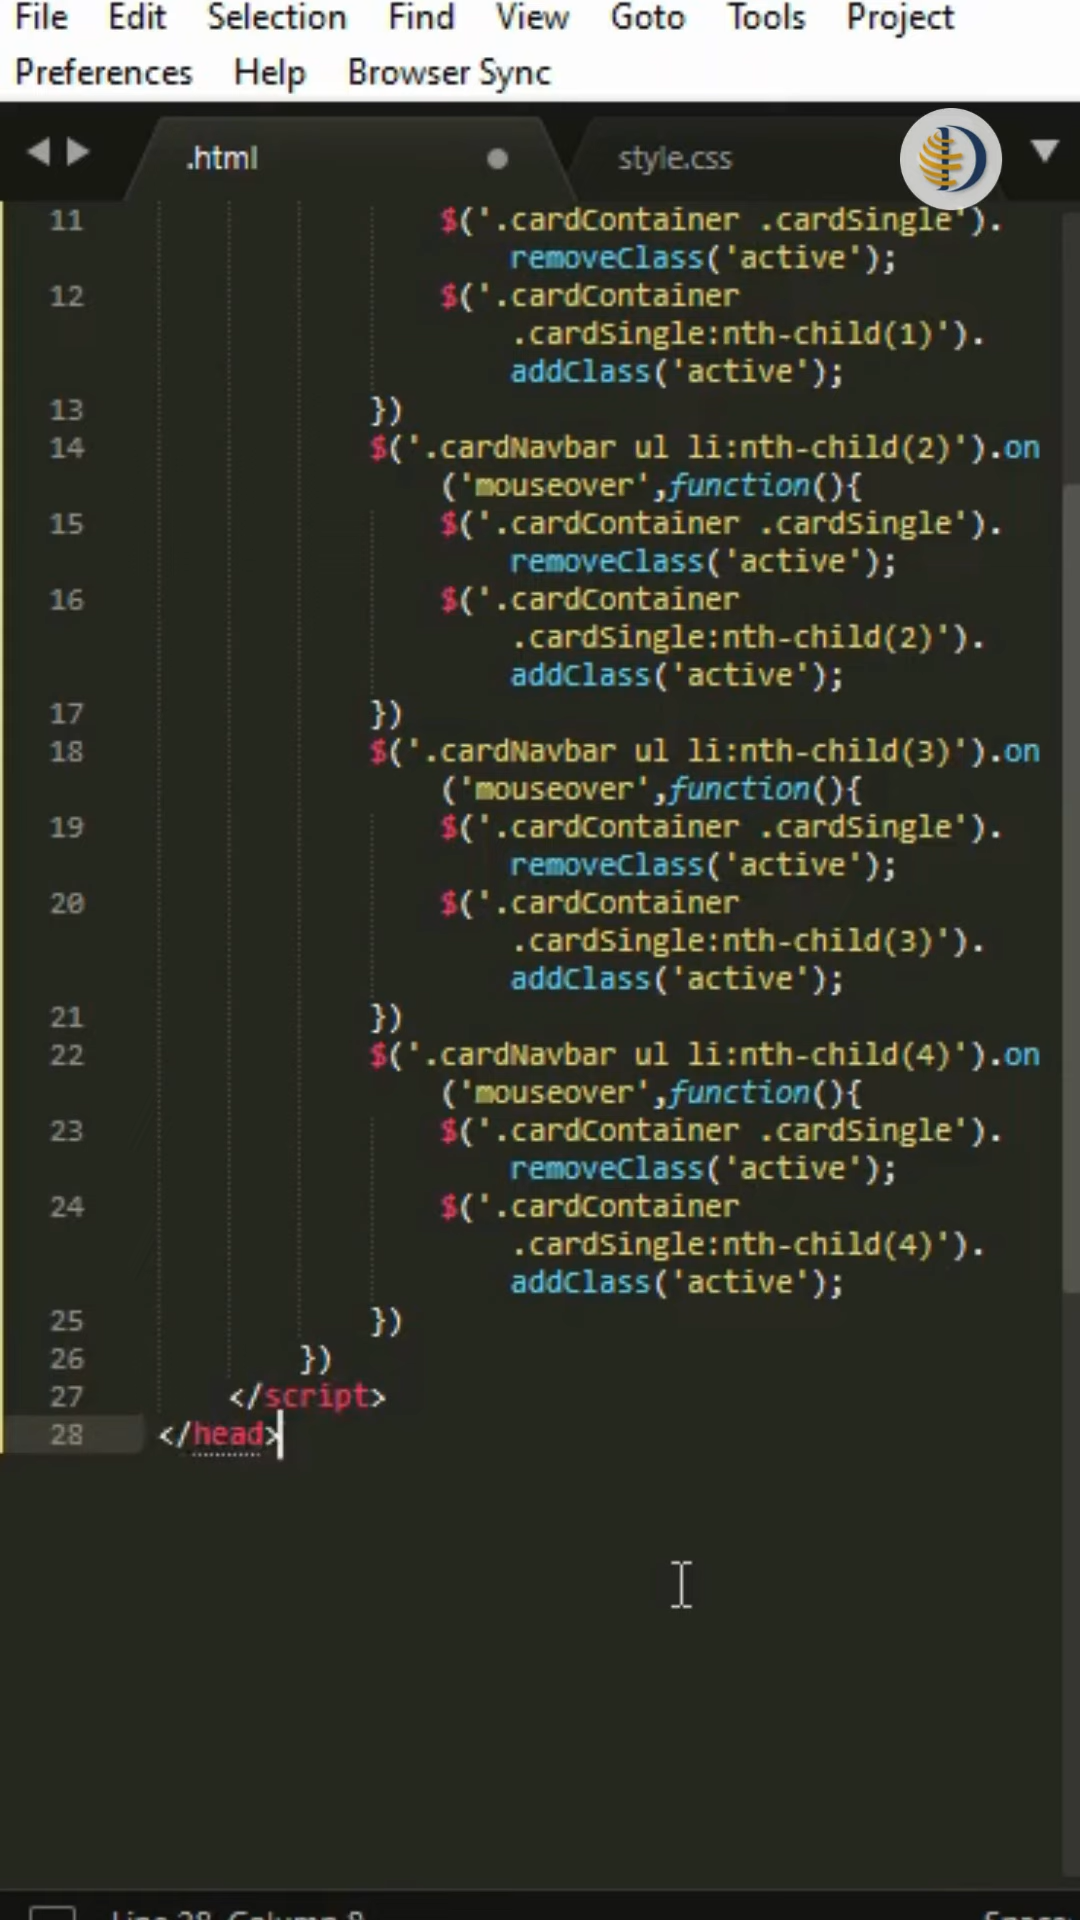 File Edit Selection Find View Goto Tools Project
Preferences Help Browser Sync
.html style.css
11 $('.cardContainer .cardSingle').
removeClass('active');
12 $('.cardContainer
.cardSingle:nth-child(1)').
addClass('active');
13 })
14 $('.cardNavbar ul li:nth-child(2)').on
('mouseover',function(){
15 $('.cardContainer .cardSingle').
removeClass('active');
16 $('.cardContainer
.cardSingle:nth-child(2)').
addClass('active');
17 })
18 $('.cardNavbar ul li:nth-child(3)').on
('mouseover',function(){
19 $('.cardContainer .cardSingle').
removeClass('active');
20 $('.cardContainer
.cardSingle:nth-child(3)').
addClass('active');
21 })
22 $('.cardNavbar ul li:nth-child(4)').on
('mouseover',function(){
23 $('.cardContainer .cardSingle').
removeClass('active');
24 $('.cardContainer
.cardSingle:nth-child(4)').
addClass('active');
25 })
26 })
27 </script>
28 </head>
Line 28, Column 8